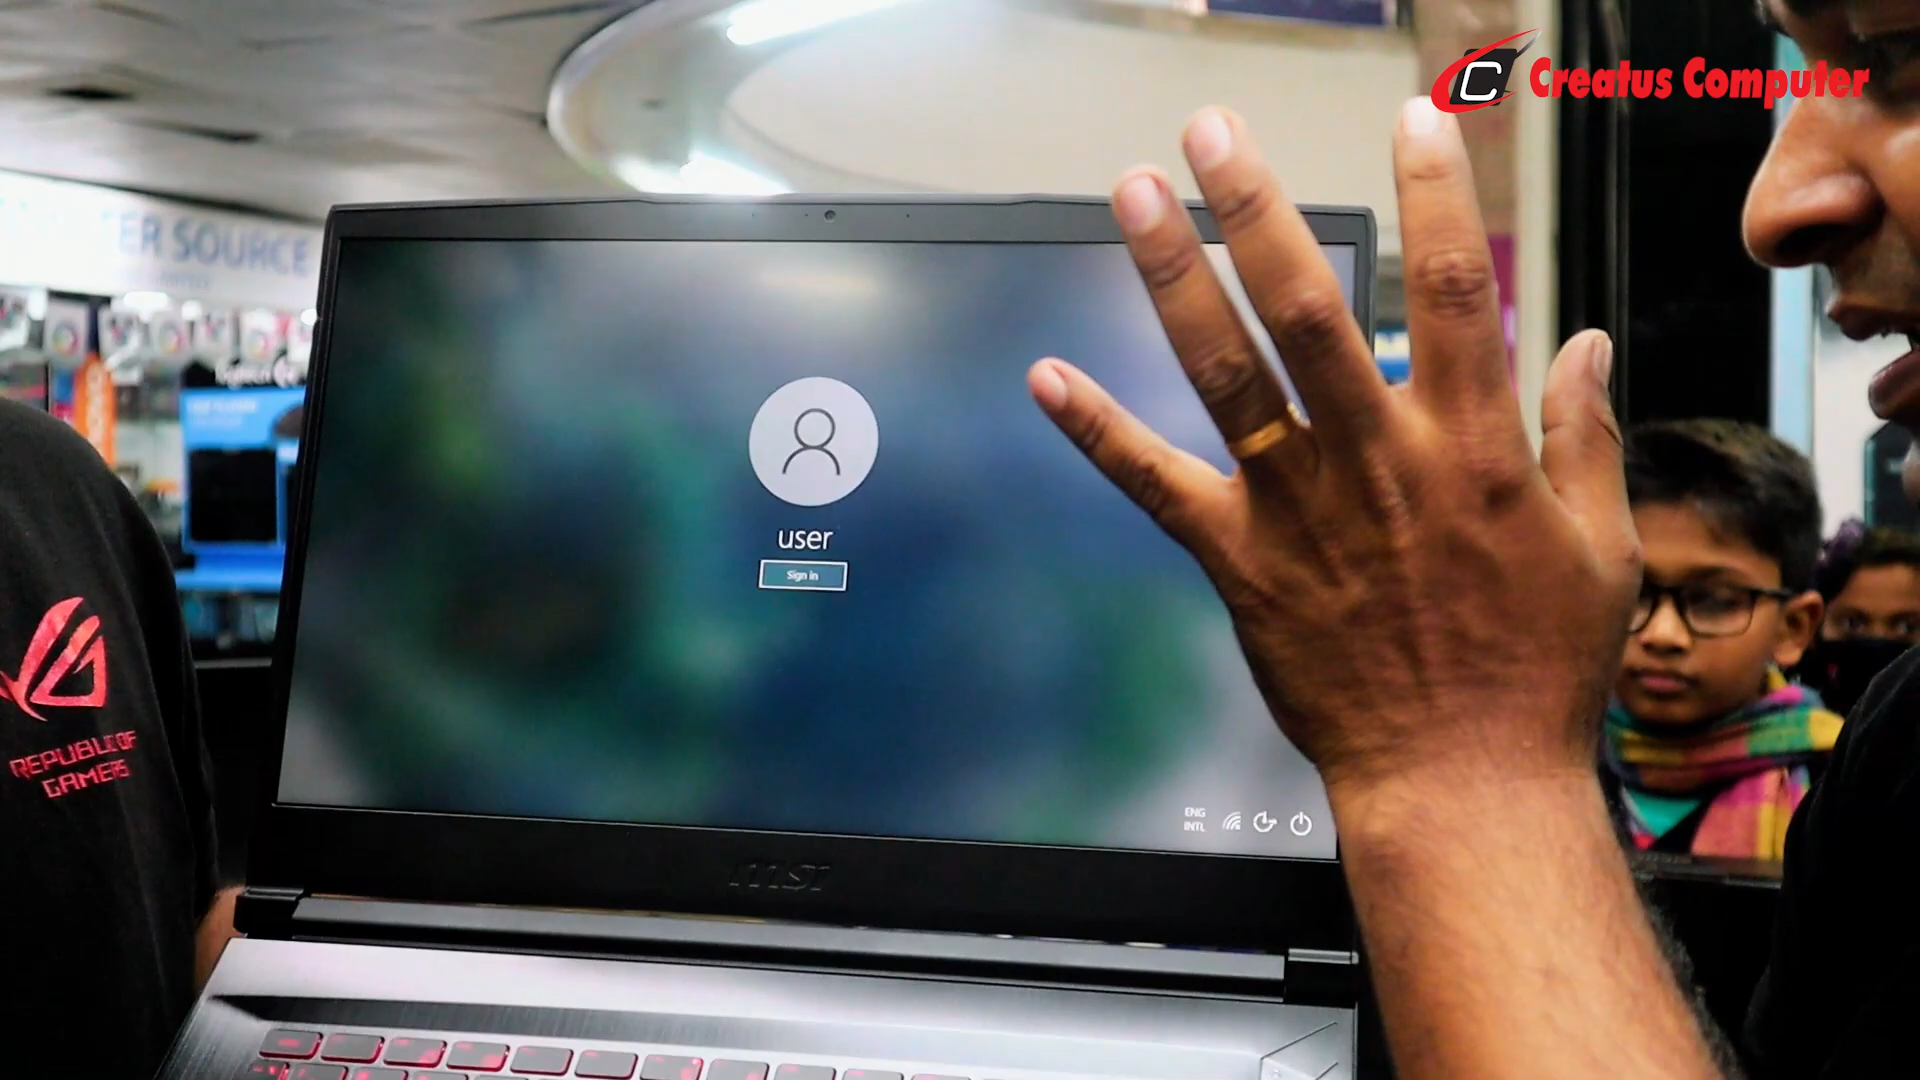 Creatus Computer
ER SOURCE
user
Sign in
ENG
INTL
msi
REPUBLIC OF
GAMERS